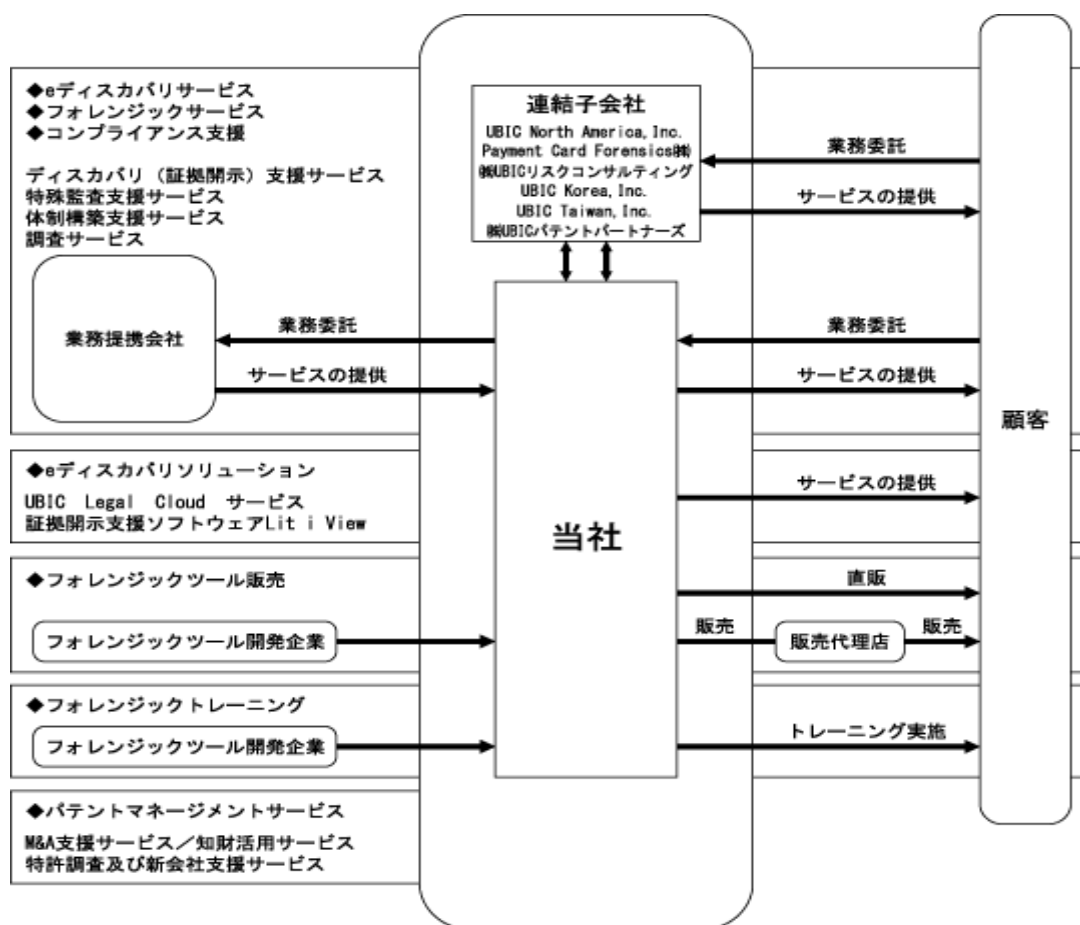 ◆eディスカバリサービス
◆フォレンジックサービス
◆コンプライアンス支援
ディスカバリ（証拠開示）支援サービス
特殊監査支援サービス
体制構築支援サービス
調査サービス
連結子会社
UBIC North America, Inc.
Payment Card Forensics㈱
㈱UBICリスクコンサルティング
UBIC Korea, Inc.
UBIC Taiwan, Inc.
㈱UBICパテントパートナーズ
業務委託
サービスの提供
業務提携会社
業務委託
サービスの提供
業務委託
サービスの提供
顧客
◆eディスカバリソリューション
UBIC Legal Cloud サービス
証拠開示支援ソフトウェアLit i View
サービスの提供
当社
◆フォレンジックツール販売
フォレンジックツール開発企業
直販
販売
販売代理店
販売
◆フォレンジックトレーニング
フォレンジックツール開発企業
トレーニング実施
◆パテントマネージメントサービス
M&A支援サービス／知財活用サービス
特許調査及び新会社支援サービス